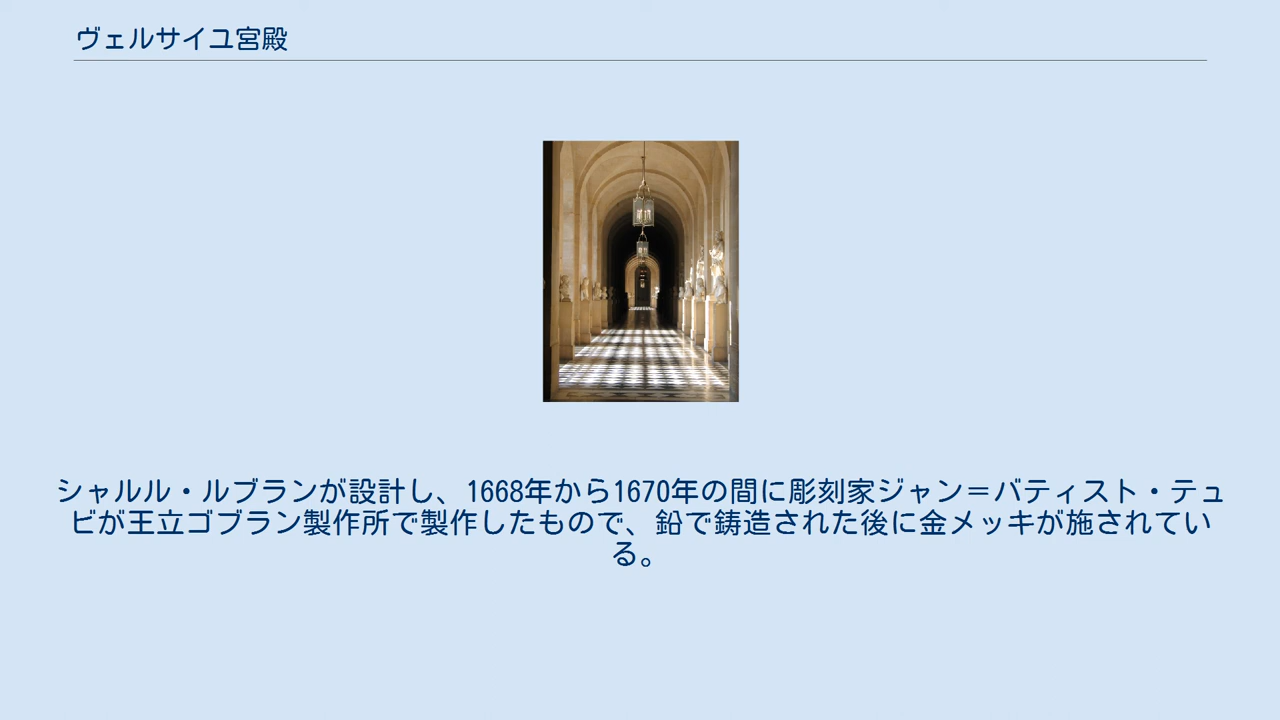 ヴェルサイユ宮殿
シャルル・ルブランが設計し、1668年から1670年の間に彫刻家ジャン＝バティスト・テュ
ビが王立ゴブラン製作所で製作したもので、鉛で鋳造された後に金メッキが施されてい
る。